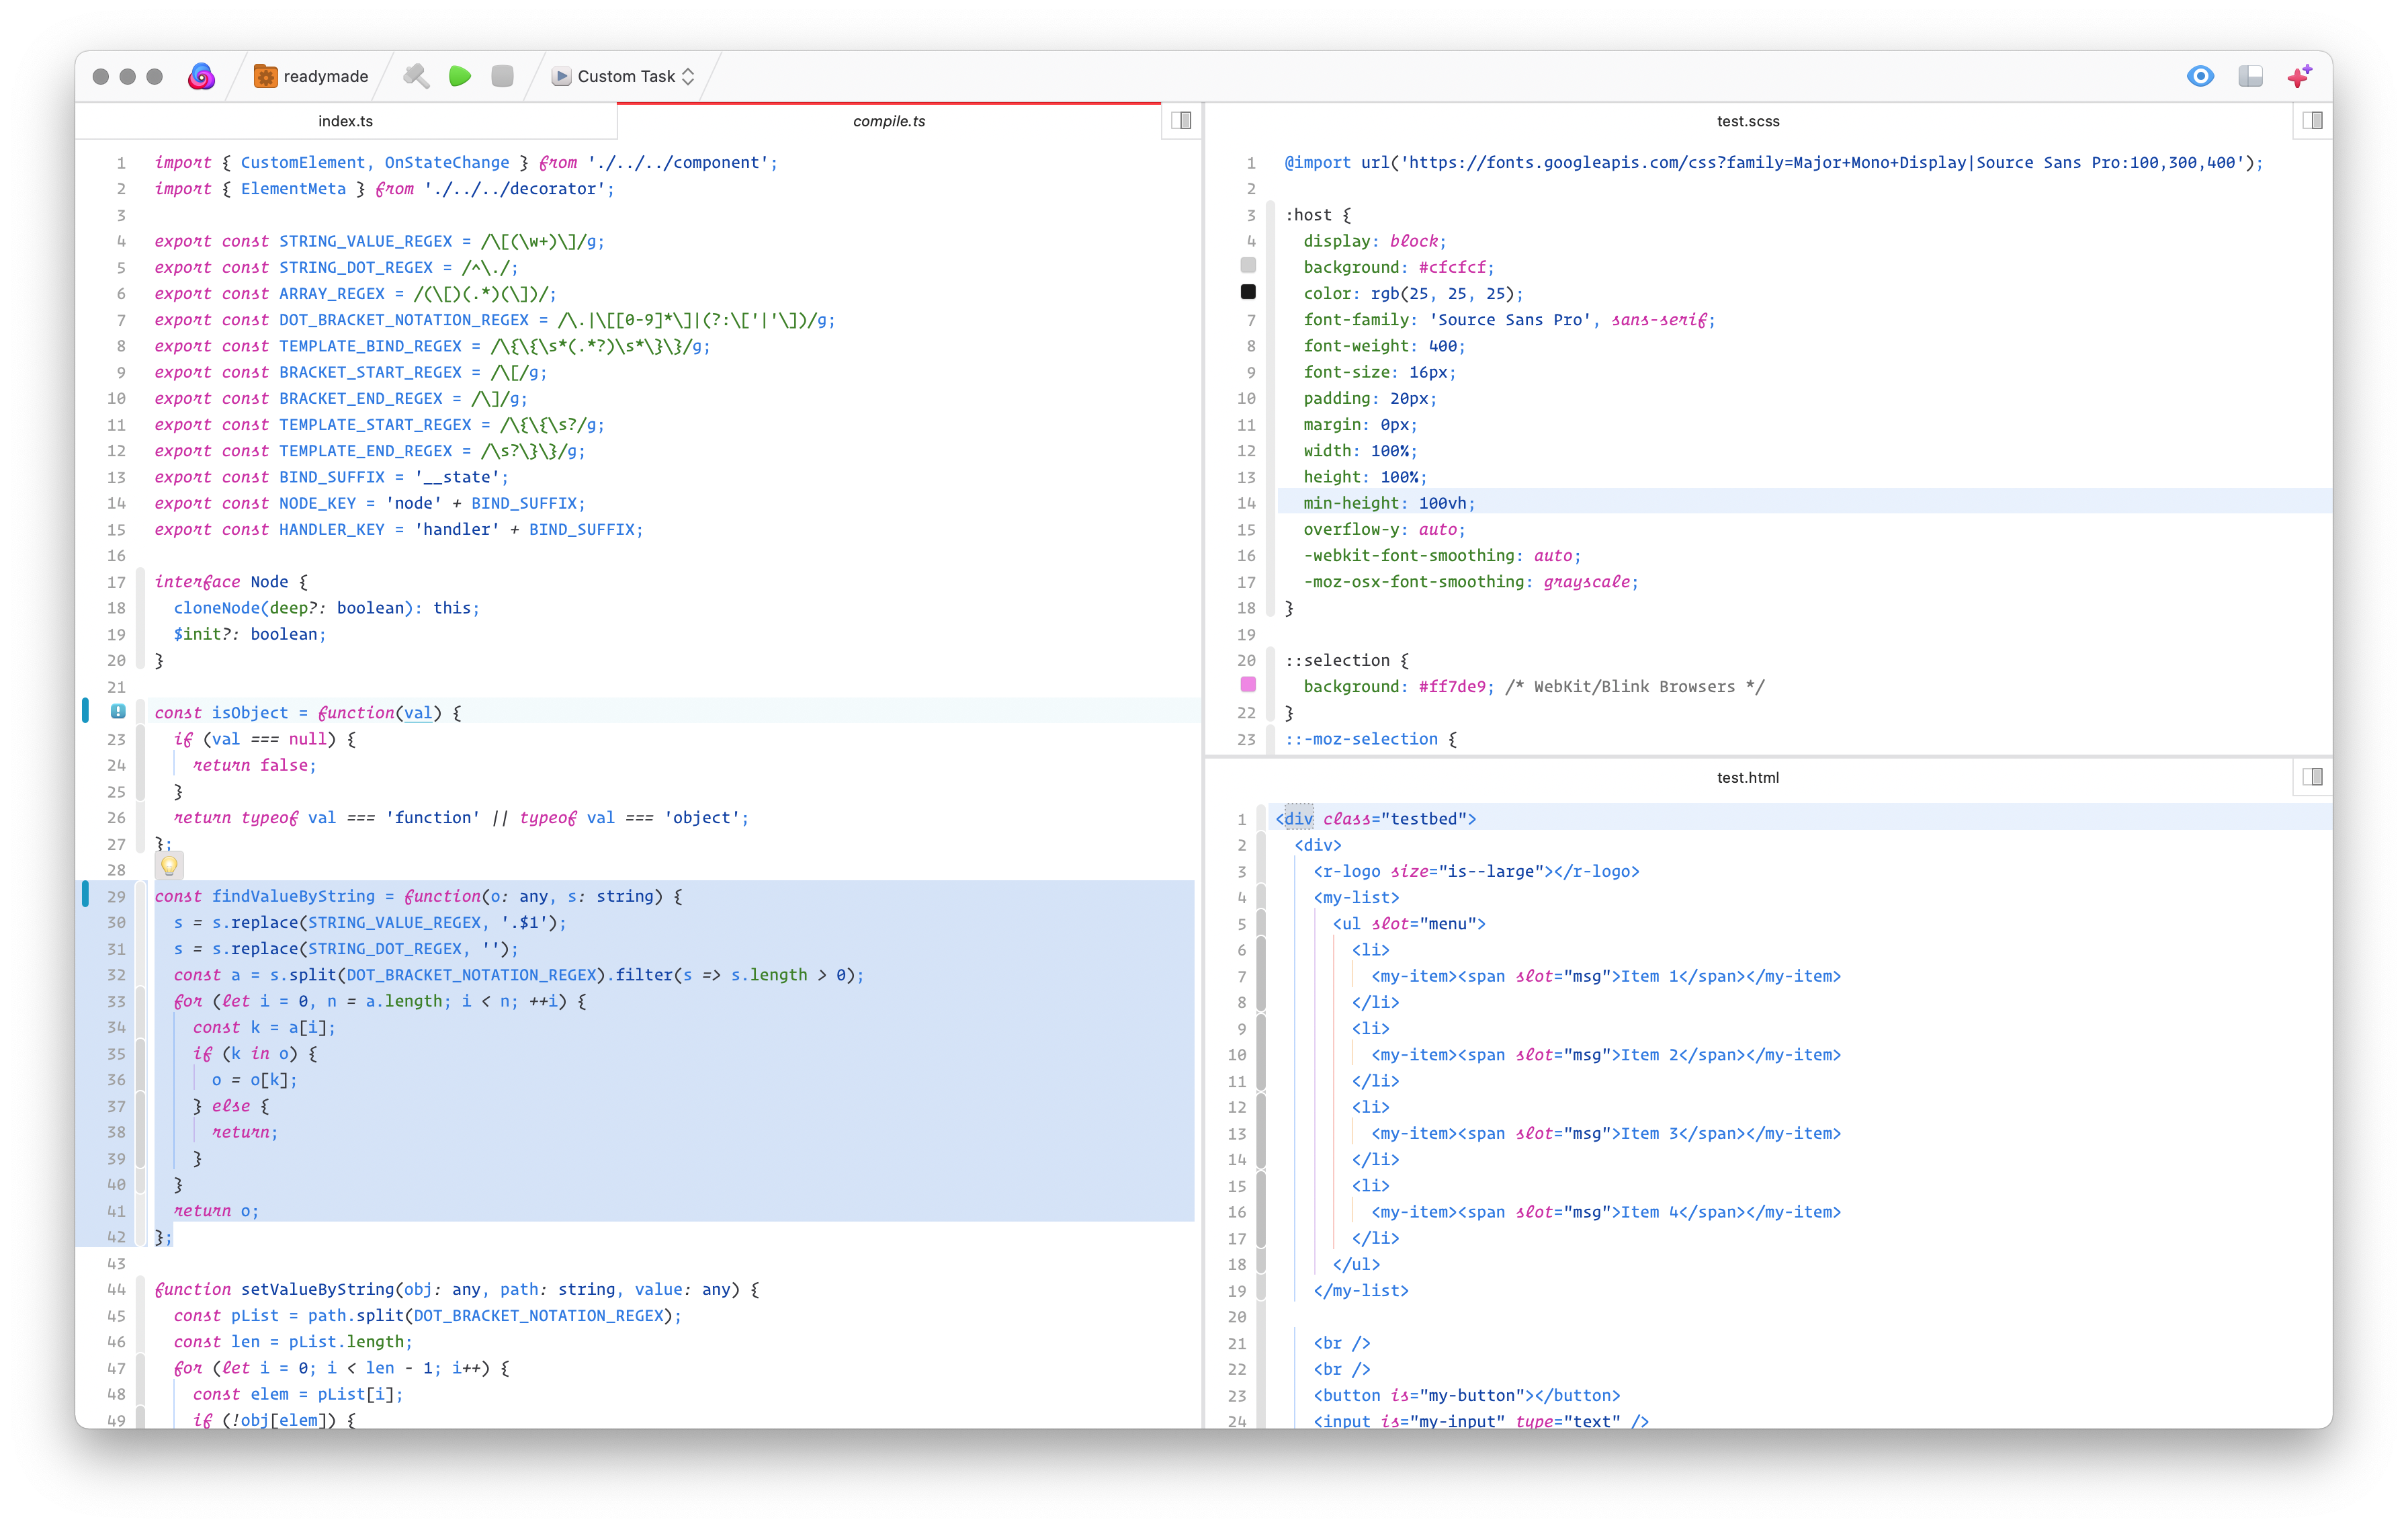 readymade
Custom Task
index.ts
compile.ts
1 import { CustomElement, OnStateChange } from './../../component';
2 import { ElementMeta } from './../../decorator';
3
4 export const STRING_VALUE_REGEX = /\[(\w+)\]/g;
5 export const STRING_DOT_REGEX = /^\./;
6 export const ARRAY_REGEX = /(\[)(.*)(\])/;
7 export const DOT_BRACKET_NOTATION_REGEX = /\.|\[[0-9]*\]|(?:\['|'\])/g;
8 export const TEMPLATE_BIND_REGEX = /\{\{\s*(.*?)\s*\}\}/g;
9 export const BRACKET_START_REGEX = /\[/g;
10 export const BRACKET_END_REGEX = /\]/g;
11 export const TEMPLATE_START_REGEX = /\{\{\s?/g;
12 export const TEMPLATE_END_REGEX = /\s?\}\}/g;
13 export const BIND_SUFFIX = '__state';
14 export const NODE_KEY = 'node' + BIND_SUFFIX;
15 export const HANDLER_KEY = 'handler' + BIND_SUFFIX;
16
17 interface Node {
18 cloneNode(deep?: boolean): this;
19 $init?: boolean;
20 }
21
const isObject = function(val) {
23 if (val === null) {
24 return false;
25 }
26 return typeof val === 'function' || typeof val === 'object';
27 };
28
29 const findValueByString = function(o: any, s: string) {
30 s = s.replace(STRING_VALUE_REGEX, '.$1');
31 s = s.replace(STRING_DOT_REGEX, '');
32 const a = s.split(DOT_BRACKET_NOTATION_REGEX).filter(s => s.length > 0);
33 for (let i = 0, n = a.length; i < n; ++i) {
34 const k = a[i];
35 if (k in o) {
36 o = o[k];
37 } else {
38 return;
39 }
40 }
41 return o;
42 };
43
44 function setValueByString(obj: any, path: string, value: any) {
45 const pList = path.split(DOT_BRACKET_NOTATION_REGEX);
46 const len = pList.length;
47 for (let i = 0; i < len - 1; i++) {
48 const elem = pList[i];
49 if (!obj[elem]) {
test.scss
1 @import url('https://fonts.googleapis.com/css?family=Major+Mono+Display|Source Sans Pro:100,300,400');
2
3 :host {
4 display: block;
background: #cfcfcf;
color: rgb(25, 25, 25);
7 font-family: 'Source Sans Pro', sans-serif;
8 font-weight: 400;
9 font-size: 16px;
10 padding: 20px;
11 margin: 0px;
12 width: 100%;
13 height: 100%;
14 min-height: 100vh;
15 overflow-y: auto;
16 -webkit-font-smoothing: auto;
17 -moz-osx-font-smoothing: grayscale;
18 }
19
20 ::selection {
background: #ff7de9; /* WebKit/Blink Browsers */
22 }
23 ::-moz-selection {
test.html
1 <div class="testbed">
2 <div>
3 <r-logo size="is--large"></r-logo>
4 <my-list>
5 <ul slot="menu">
6 <li>
7 <my-item><span slot="msg">Item 1</span></my-item>
8 </li>
9 <li>
10 <my-item><span slot="msg">Item 2</span></my-item>
11 </li>
12 <li>
13 <my-item><span slot="msg">Item 3</span></my-item>
14 </li>
15 <li>
16 <my-item><span slot="msg">Item 4</span></my-item>
17 </li>
18 </ul>
19 </my-list>
20
21 <br />
22 <br />
23 <button is="my-button"></button>
24 <input is="my-input" type="text" />